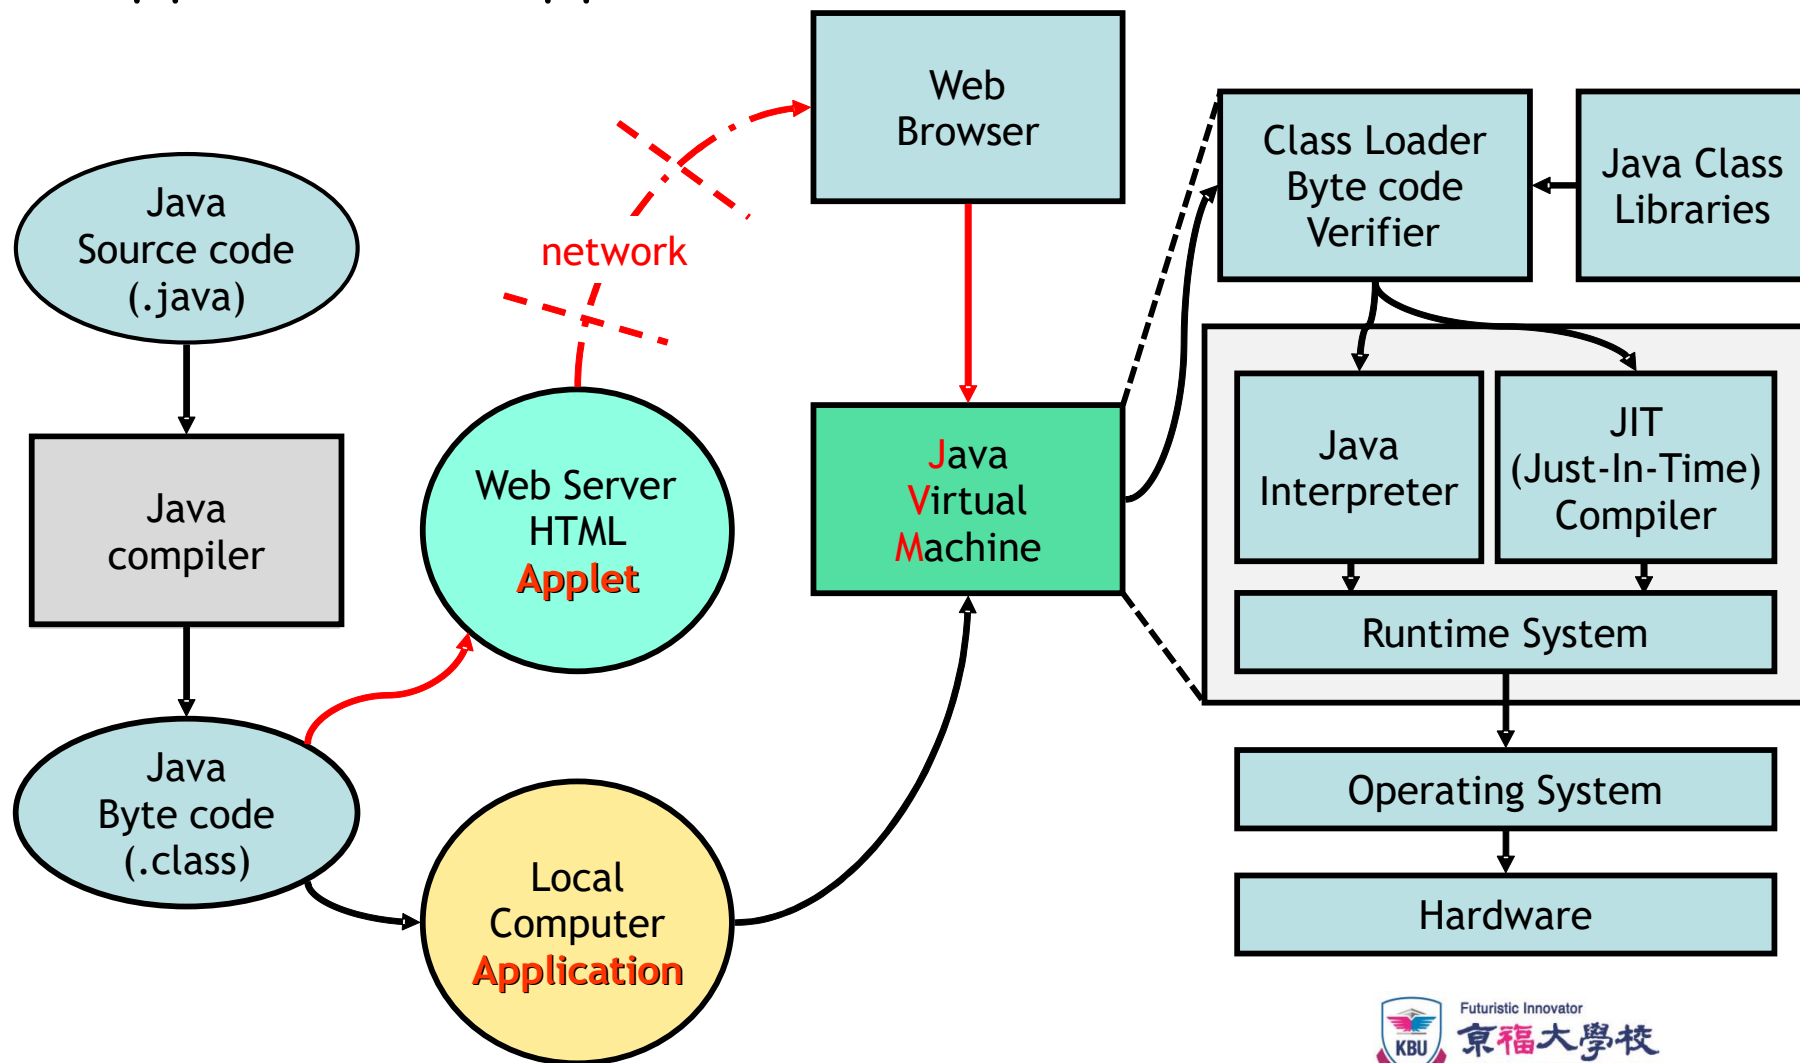 Java
Source code
(.java)
Java
compiler
Java
Byte code
(.class)
network
Web Server
HTML
Applet
Local
Computer
Application
Web
Browser
Java
Virtual
Machine
Class Loader
Byte code
Verifier
Java Class
Libraries
Java
Interpreter
JIT
(Just-In-Time)
Compiler
Runtime System
Operating System
Hardware
KBU
Futuristic Innovator
京福大學校